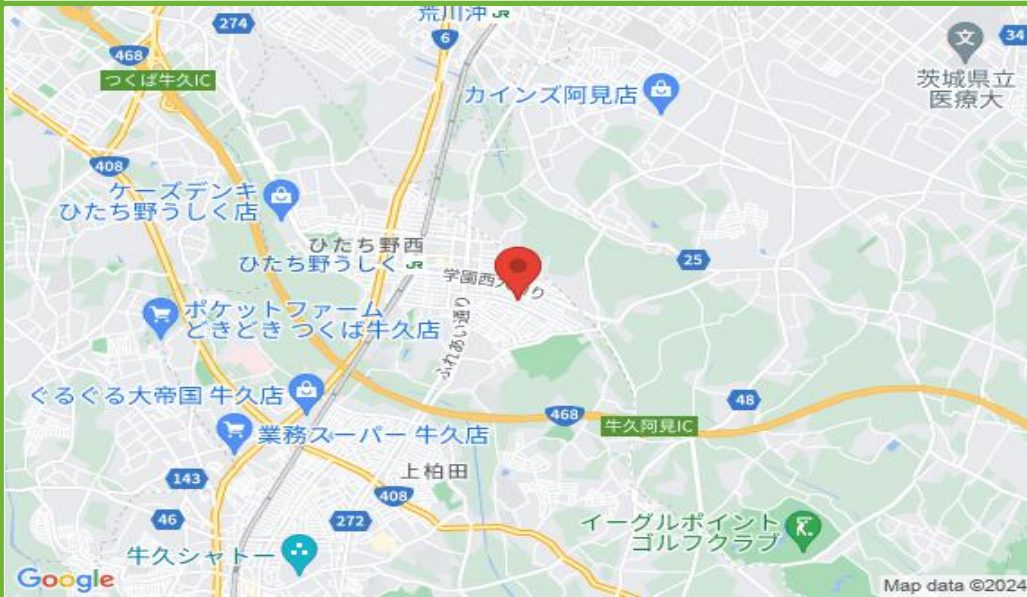 荒川沖 JR
274
6
34
468
茨城県立
医療大
つくば牛久IC
カインズ阿見店
408
ケーズデンキ
ひたち野うしく店
ひたち野西
ひたち野うしく JR
25
学園西大通り
ポケットファーム
どきどき つくば牛久店
ふれあい通り
ぐるぐる大帝国 牛久店
48
468
牛久阿見IC
業務スーパー 牛久店
上柏田
143
408
46
272
イーグルポイント
ゴルフクラブ
牛久シャトー
Google
Map data ©2024